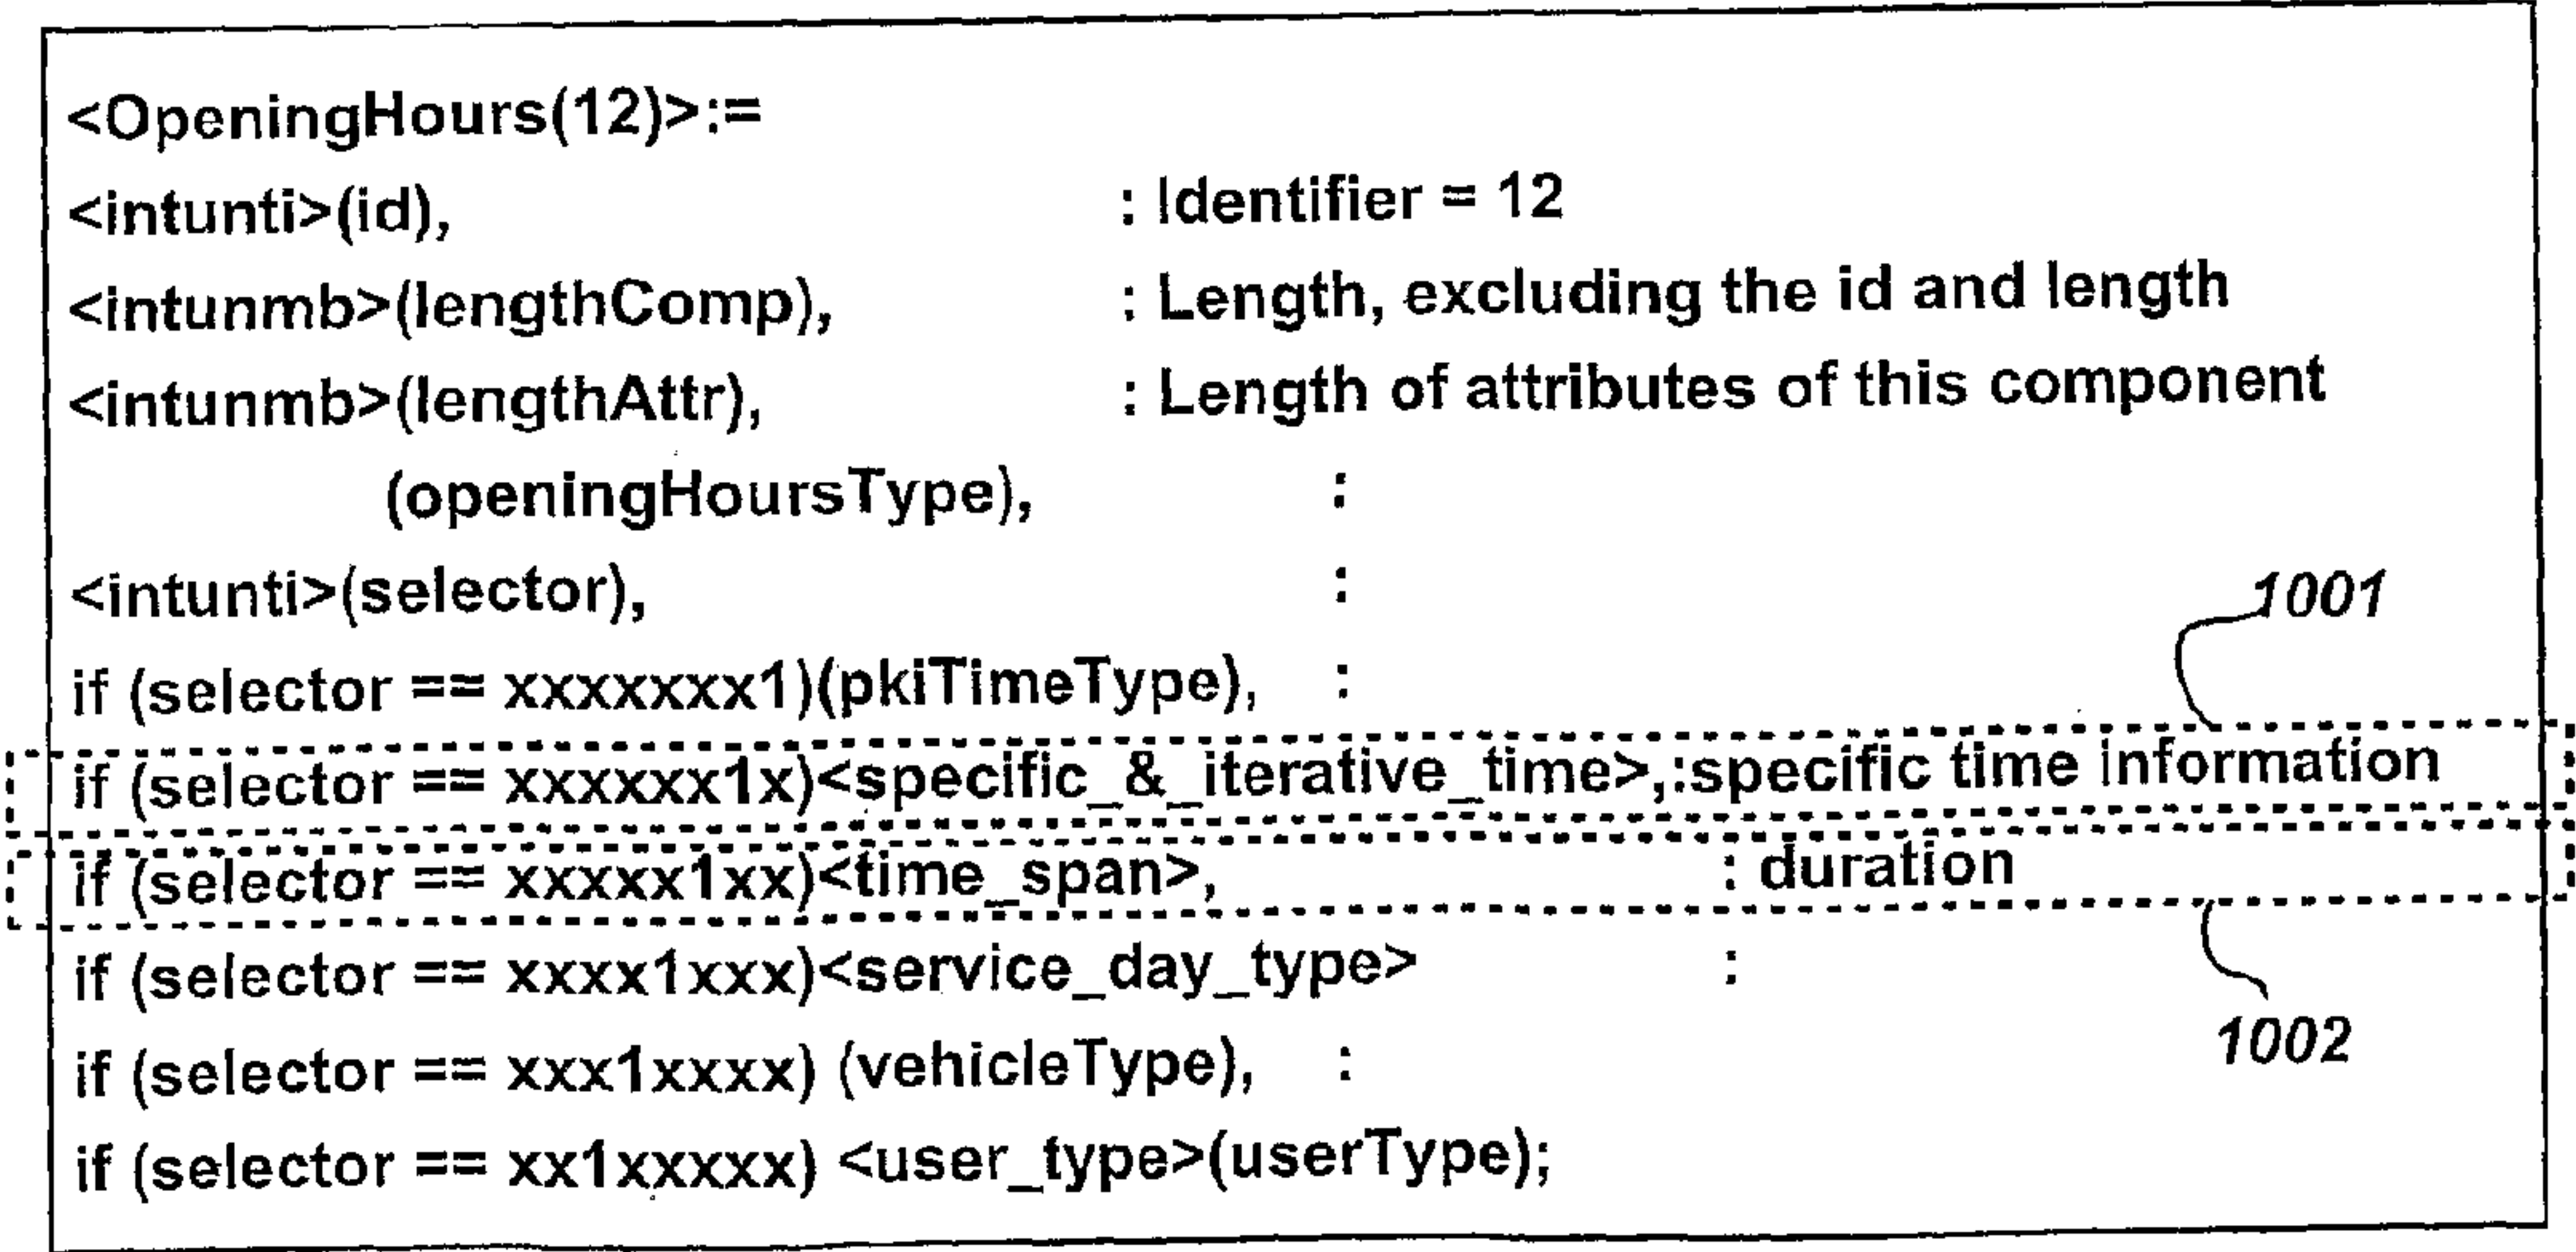 <OpeningHours(12)>:=
<intunti>(id), : Identifier = 12
<intunmb>(lengthComp), : Length, excluding the id and length
<intunmb>(lengthAttr), : Length of attributes of this component
(openingHoursType), :
<intunti>(selector), :
1001
if (selector == xxxxxxx1)(pkiTimeType), :
if (selector == xxxxxx1x)<specific_&_iterative_time>,:specific time information
if (selector == xxxxx1xx)<time_span>, : duration
if (selector == xxxx1xxx)<service_day_type> :
1002
if (selector == xxx1xxxx) (vehicleType), :
if (selector == xx1xxxxx) <user_type>(userType);